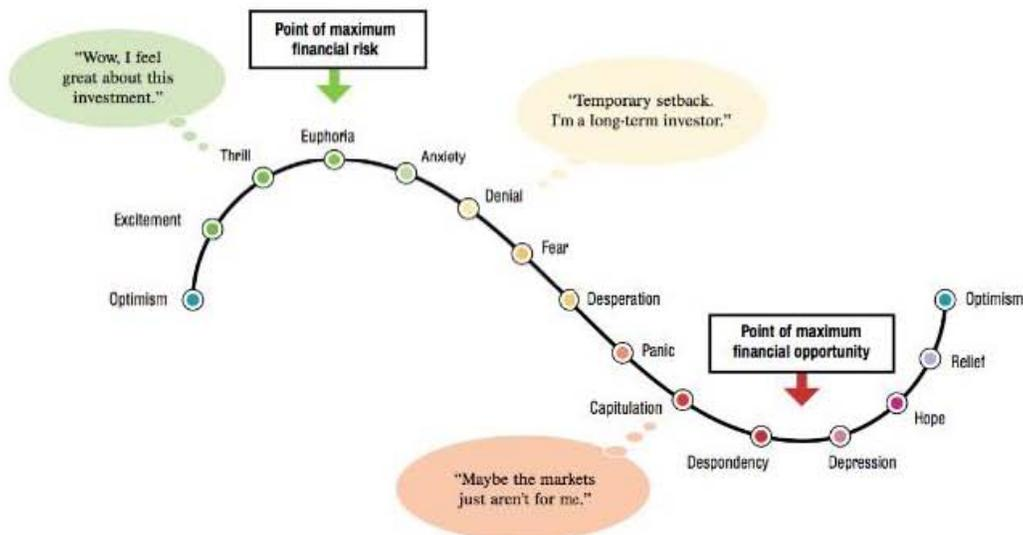 Point of maximum
financial risk
“Wow, I feel
great about this
investment.”
“Temporary setback.
I'm a long-term investor.”
Euphoria
Thrill
Anxiety
Denial
Excitement
Fear
Optimism
Desperation
Optimism
Point of maximum
financial opportunity
Panic
Relief
Capitulation
Hope
Despondency
Depression
“Maybe the markets
just aren't for me.”